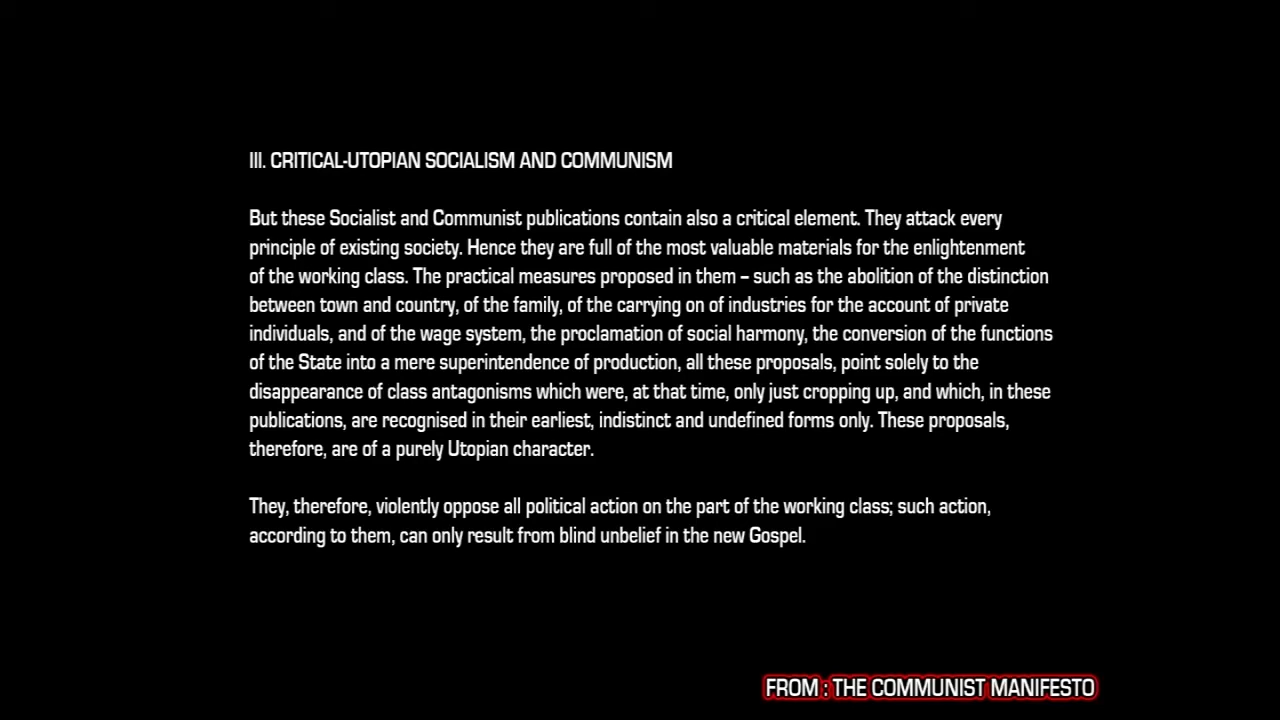 III. CRITICAL-UTOPIAN SOCIALISM AND COMMUNISM
But these Socialist and Communist publications contain also a critical element. They attack every
principle of existing society. Hence they are full of the most valuable materials for the enlightenment
of the working class. The practical measures proposed in them – such as the abolition of the distinction
between town and country, of the family, of the carrying on of industries for the account of private
individuals, and of the wage system, the proclamation of social harmony, the conversion of the functions
of the State into a mere superintendence of production, all these proposals, point solely to the
disappearance of class antagonisms which were, at that time, only just cropping up, and which, in these
publications, are recognised in their earliest, indistinct and undefined forms only. These proposals,
therefore, are of a purely Utopian character.
They, therefore, violently oppose all political action on the part of the working class; such action,
according to them, can only result from blind unbelief in the new Gospel.
FROM : THE COMMUNIST MANIFESTO